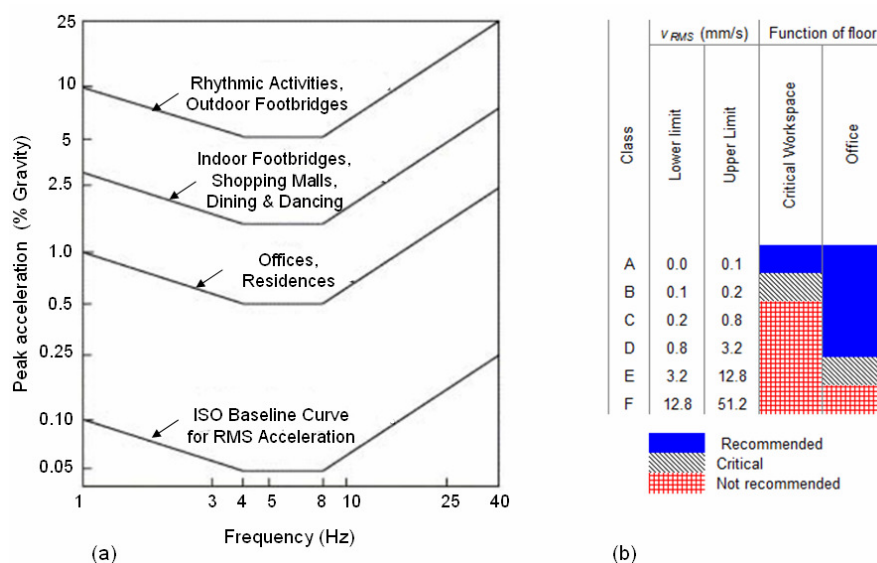 25
10
5
2.5
1.0
0.5
0.25
0.10
0.05
Peak acceleration (% Gravity)
Rhythmic Activities,
Outdoor Footbridges
Indoor Footbridges,
Shopping Malls,
Dining & Dancing
Offices,
Residences
ISO Baseline Curve
for RMS Acceleration
1 3 4 5 8 10 25 40
Frequency (Hz)
(a)
vRMS (mm/s) Function of floor
Class Lower limit Upper Limit Critical Workspace Office
A 0.0 0.1
B 0.1 0.2
C 0.2 0.8
D 0.8 3.2
E 3.2 12.8
F 12.8 51.2
Recommended
Critical
Not recommended
(b)